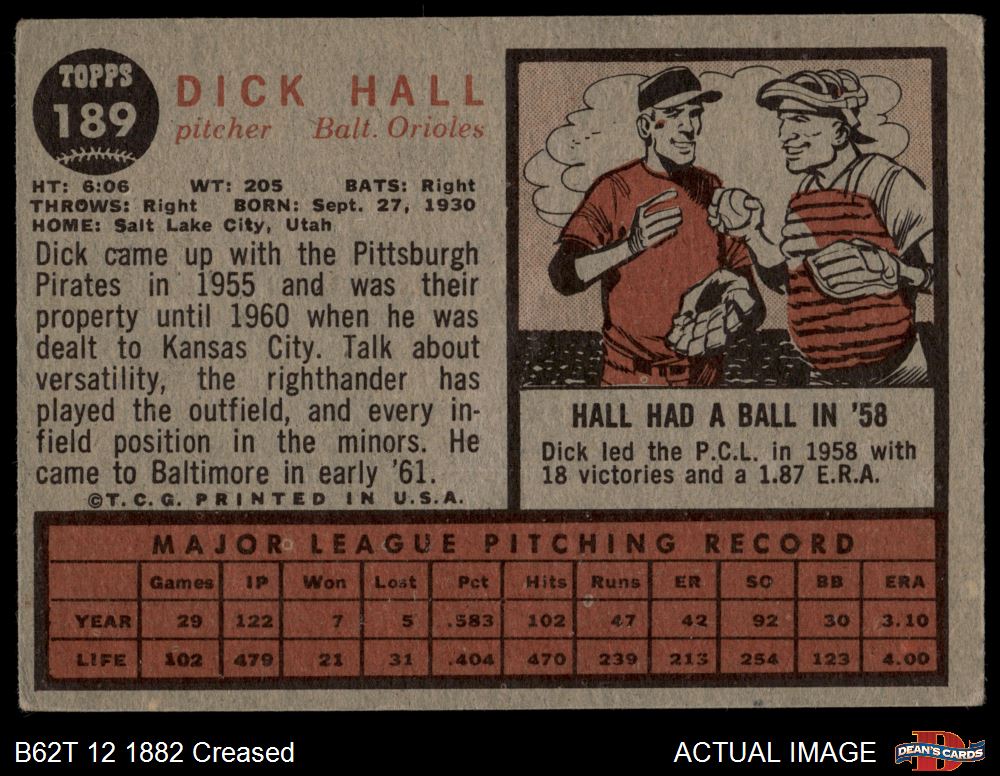 TOPPS
189
DICK HALL
pitcher Balt. Orioles
HT: 6:06 WT: 205 BATS: Right
THROWS: Right BORN: Sept. 27, 1930
HOME: Salt Lake City, Utah
Dick came up with the Pittsburgh
Pirates in 1955 and was their
property until 1960 when he was
dealt to Kansas City. Talk about
versatility, the righthander has
played the outfield, and every in-
field position in the minors. He
came to Baltimore in early '61.
©T.C.G. PRINTED IN U.S.A.
HALL HAD A BALL IN '58
Dick led the P.C.L. in 1958 with
18 victories and a 1.87 E.R.A.
MAJOR LEAGUE PITCHING RECORD
Games IP Won Lost Pct Hits Runs ER SO BB ERA
YEAR 29 122 7 5 .583 102 47 42 92 30 3.10
LIFE 102 479 21 31 .404 470 239 213 254 123 4.00
B62T 12 1882 Creased
ACTUAL IMAGE
DEAN'S CARDS